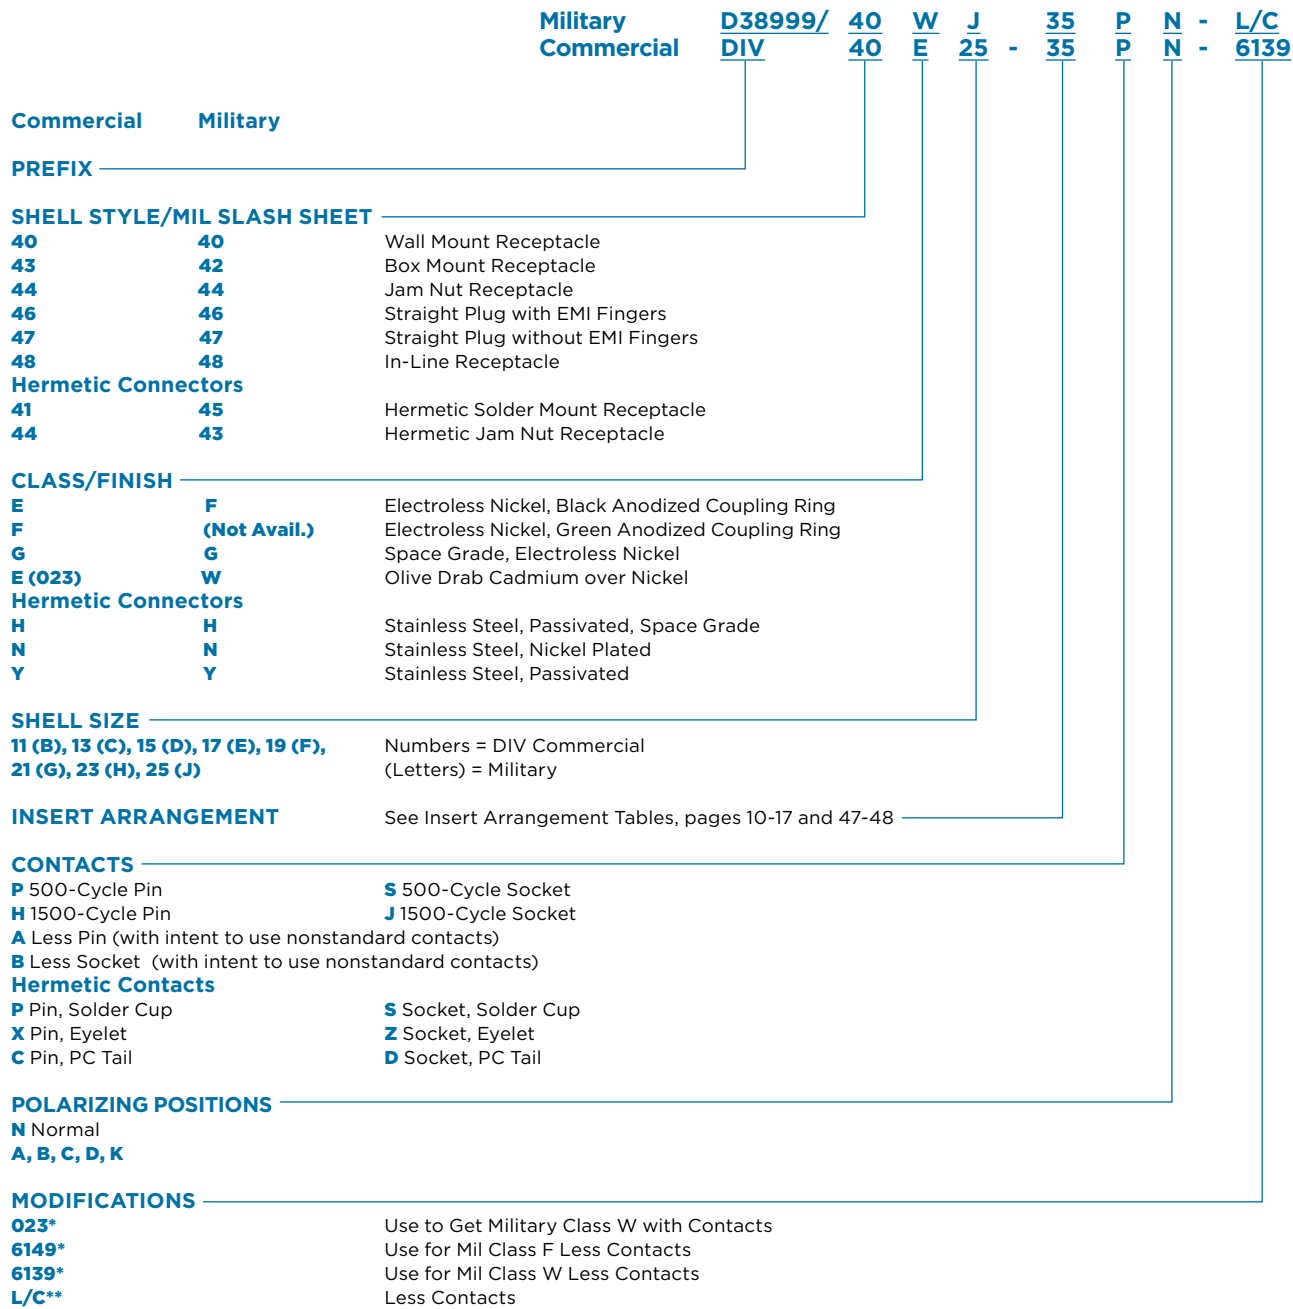 Military D38999/ 40 W J 35 P N - L/C
Commercial DIV 40 E 25 - 35 P N - 6139
Commercial Military
PREFIX
SHELL STYLE/MIL SLASH SHEET
40 40 Wall Mount Receptacle
43 42 Box Mount Receptacle
44 44 Jam Nut Receptacle
46 46 Straight Plug with EMI Fingers
47 47 Straight Plug without EMI Fingers
48 48 In-Line Receptacle
Hermetic Connectors
41 45 Hermetic Solder Mount Receptacle
44 43 Hermetic Jam Nut Receptacle
CLASS/FINISH
E F Electroless Nickel, Black Anodized Coupling Ring
F (Not Avail.) Electroless Nickel, Green Anodized Coupling Ring
G G Space Grade, Electroless Nickel
E (023) W Olive Drab Cadmium over Nickel
Hermetic Connectors
H H Stainless Steel, Passivated, Space Grade
N N Stainless Steel, Nickel Plated
Y Y Stainless Steel, Passivated
SHELL SIZE
11 (B), 13 (C), 15 (D), 17 (E), 19 (F), Numbers = DIV Commercial
21 (G), 23 (H), 25 (J) (Letters) = Military
INSERT ARRANGEMENT See Insert Arrangement Tables, pages 10-17 and 47-48
CONTACTS
P 500-Cycle Pin S 500-Cycle Socket
H 1500-Cycle Pin J 1500-Cycle Socket
A Less Pin (with intent to use nonstandard contacts)
B Less Socket (with intent to use nonstandard contacts)
Hermetic Contacts
P Pin, Solder Cup S Socket, Solder Cup
X Pin, Eyelet Z Socket, Eyelet
C Pin, PC Tail D Socket, PC Tail
POLARIZING POSITIONS
N Normal
A, B, C, D, K
MODIFICATIONS
023* Use to Get Military Class W with Contacts
6149* Use for Mil Class F Less Contacts
6139* Use for Mil Class W Less Contacts
L/C** Less Contacts